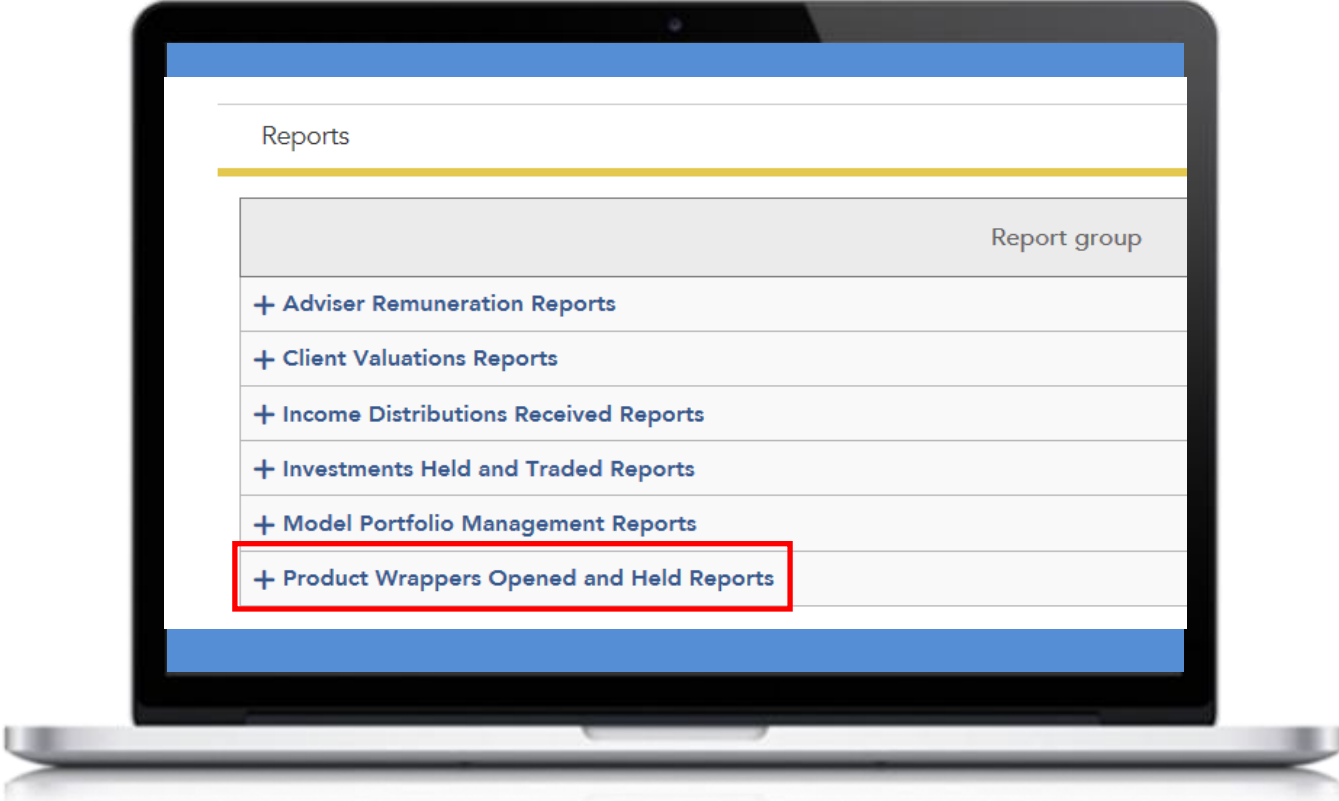 Reports
Report group
+ Adviser Remuneration Reports
+ Client Valuations Reports
+ Income Distributions Received Reports
+ Investments Held and Traded Reports
+ Model Portfolio Management Reports
+ Product Wrappers Opened and Held Reports